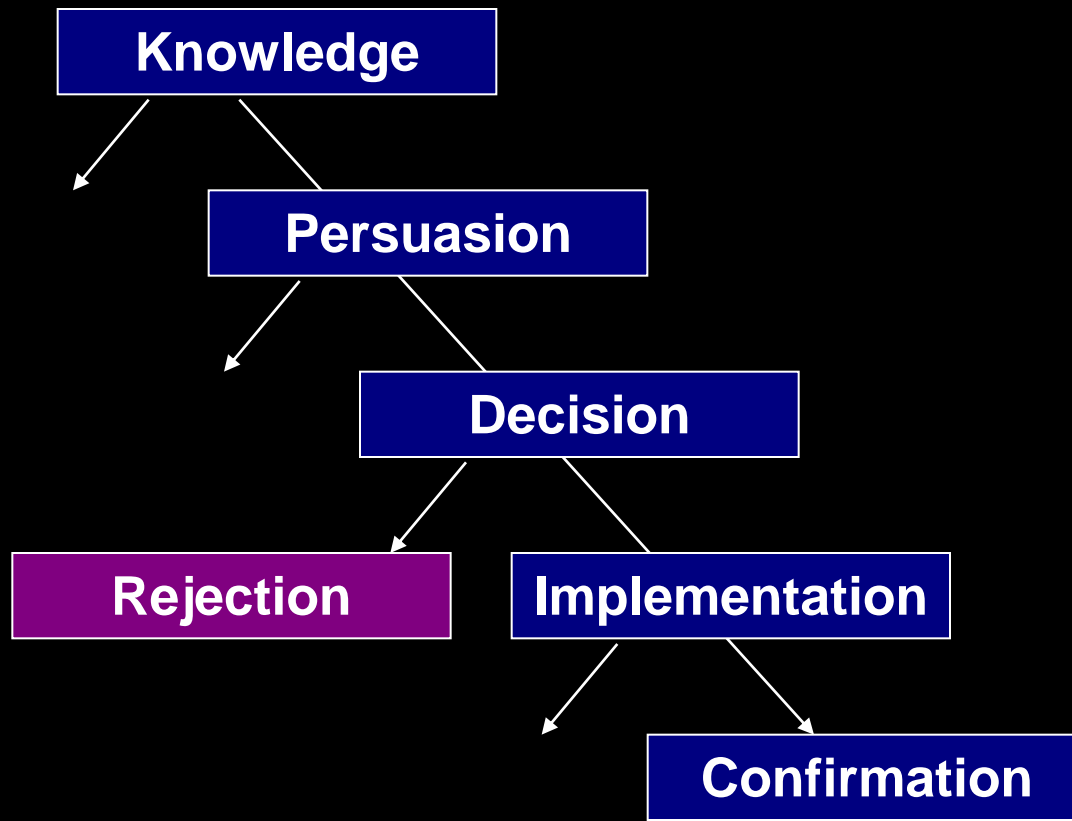 Knowledge
Persuasion
Decision
Rejection
Implementation
Confirmation